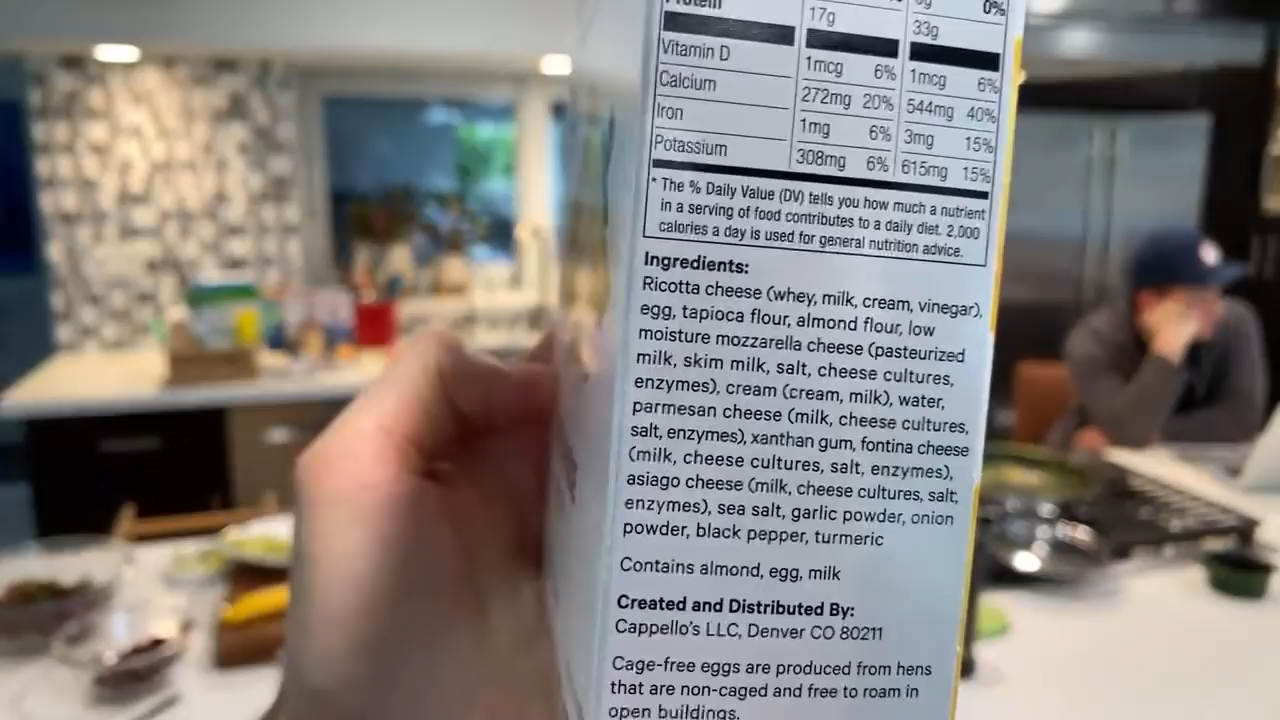 Protein 17g 33g 0%
Vitamin D 1mcg 6% 1mcg 6%
Calcium 272mg 20% 544mg 40%
Iron 1mg 6% 3mg 15%
Potassium 308mg 6% 615mg 15%
* The % Daily Value (DV) tells you how much a nutrient
in a serving of food contributes to a daily diet. 2,000
calories a day is used for general nutrition advice.
Ingredients:
Ricotta cheese (whey, milk, cream, vinegar),
egg, tapioca flour, almond flour, low
moisture mozzarella cheese (pasteurized
milk, skim milk, salt, cheese cultures,
enzymes), cream (cream, milk), water,
parmesan cheese (milk, cheese cultures,
salt, enzymes), xanthan gum, fontina cheese
(milk, cheese cultures, salt, enzymes),
asiago cheese (milk, cheese cultures, salt,
enzymes), sea salt, garlic powder, onion
powder, black pepper, turmeric
Contains almond, egg, milk
Created and Distributed By:
Cappello's LLC, Denver CO 80211
Cage-free eggs are produced from hens
that are non-caged and free to roam in
open buildings.